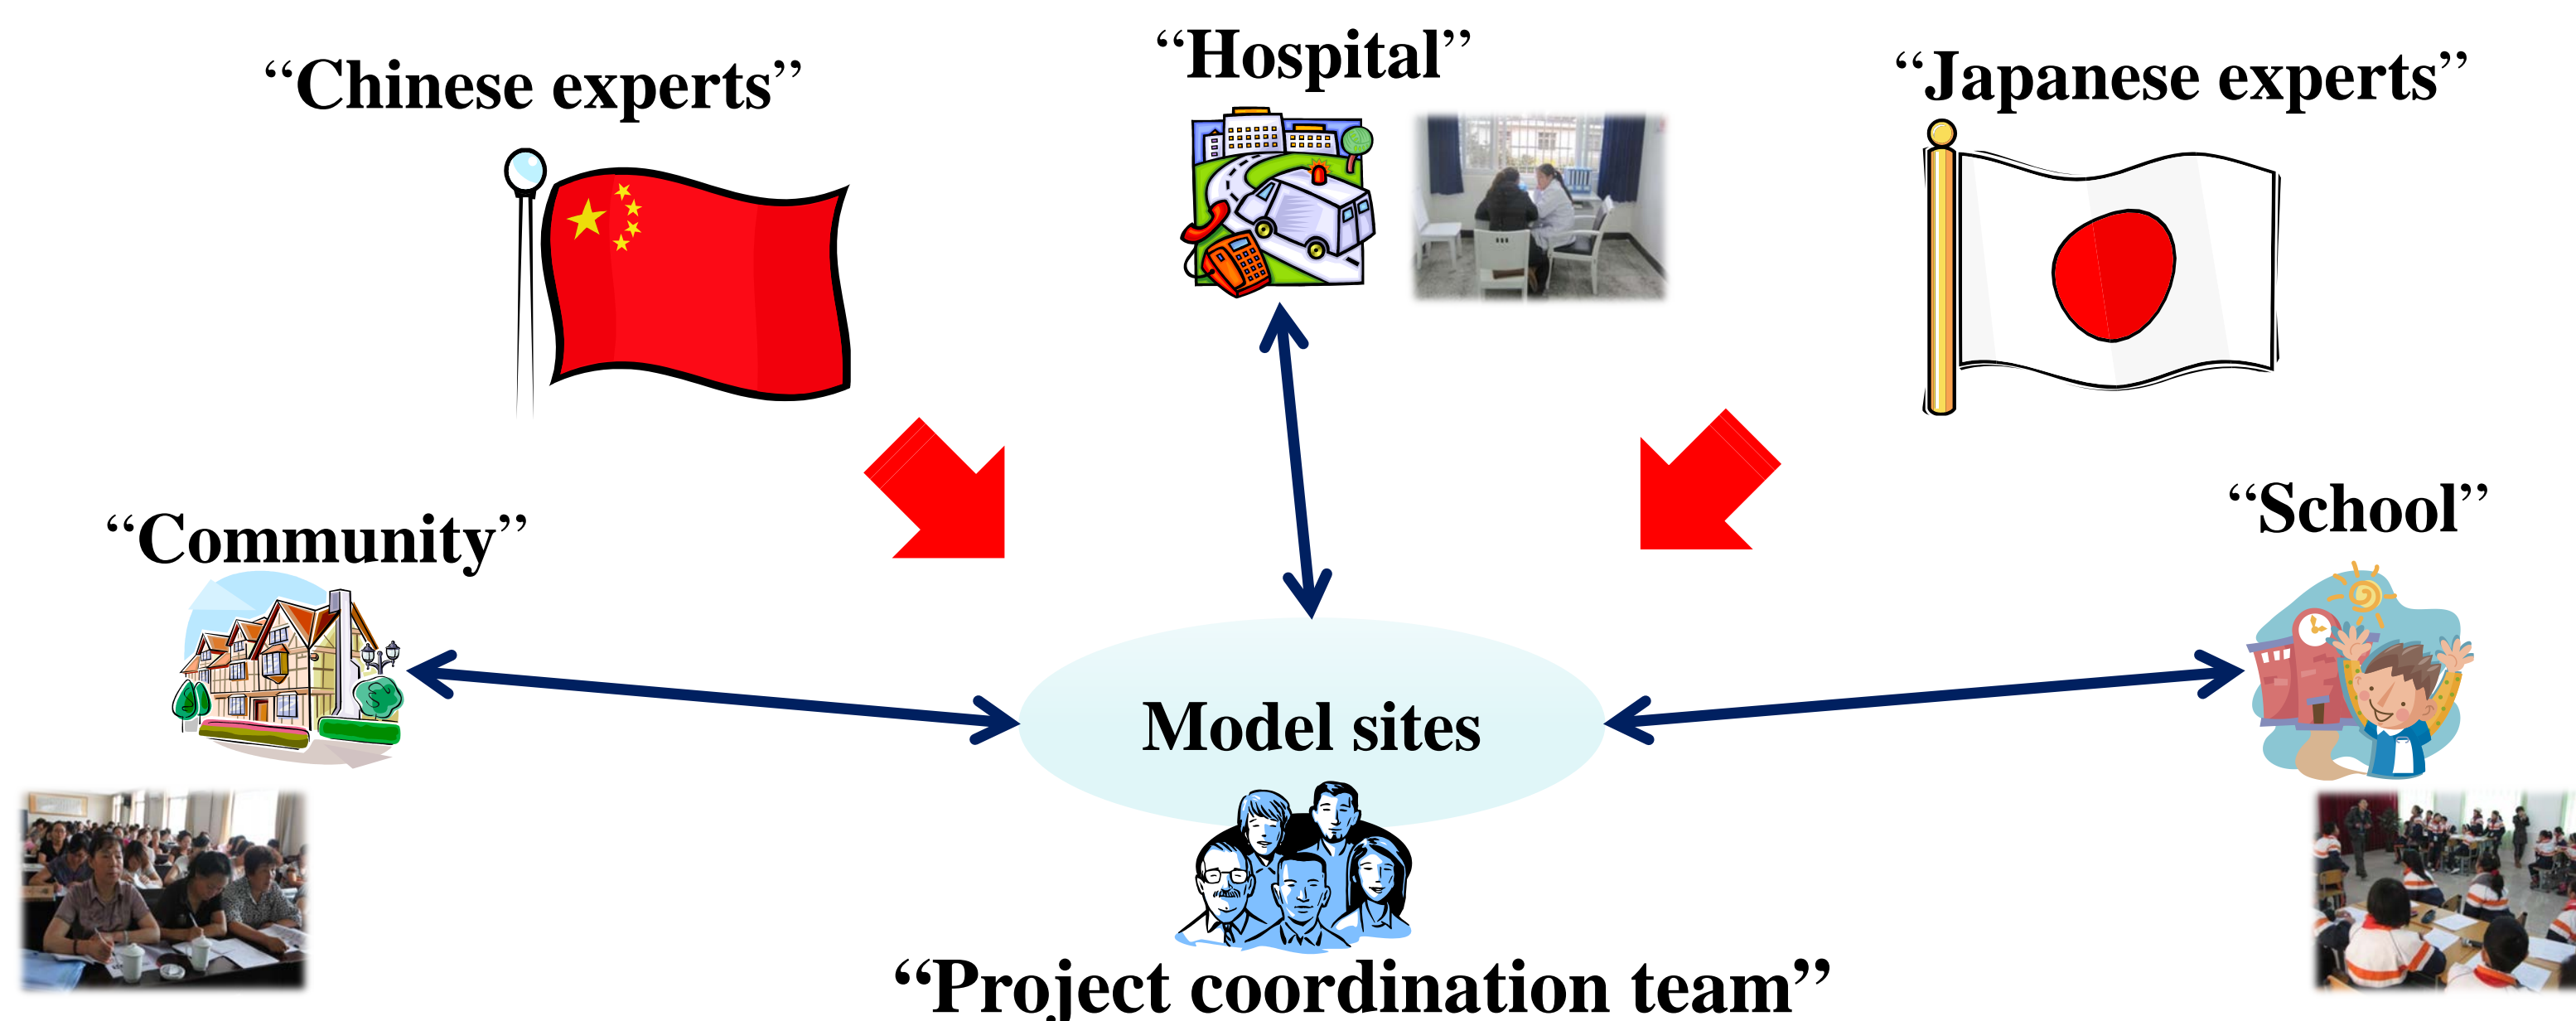 “Chinese experts”
“Hospital”
“Japanese experts”
“Community”
“School”
Model sites
“Project coordination team”